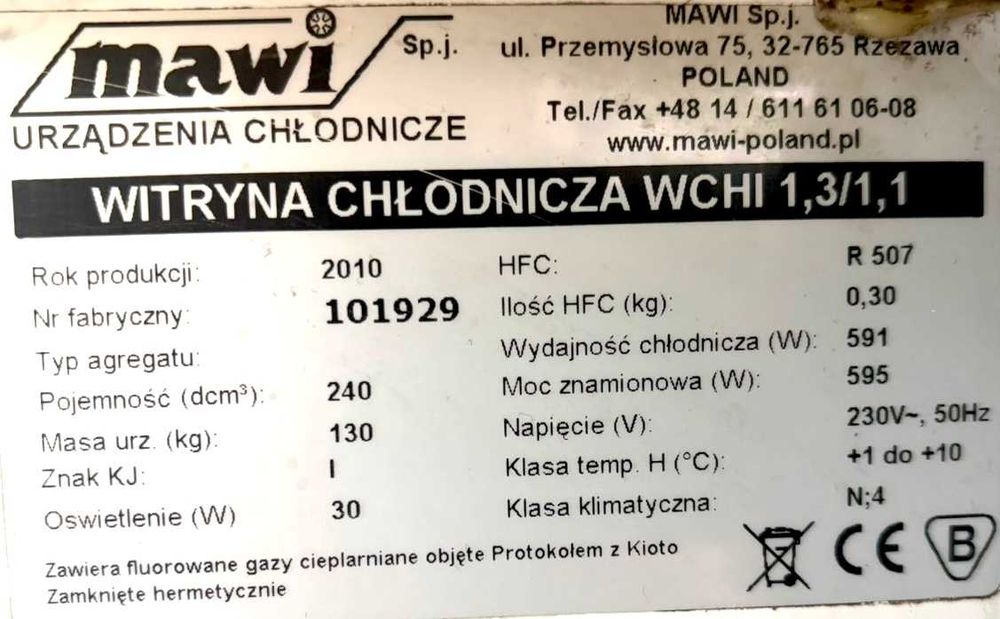 mawi Sp.j.
URZĄDZENIA CHŁODNICZE
MAWI Sp.j.
ul. Przemysłowa 75, 32-765 Rzezawa
POLAND
Tel./Fax +48 14 / 611 61 06-08
www.mawi-poland.pl
WITRYNA CHŁODNICZA WCHI 1,3/1,1
Rok produkcji: 2010
Nr fabryczny: 101929
Typ agregatu:
Pojemność (dcm³): 240
Masa urz. (kg): 130
Znak KJ: I
Oswietlenie (W) 30
HFC: R 507
Ilość HFC (kg): 0,30
Wydajność chłodnicza (W): 591
Moc znamionowa (W): 595
Napięcie (V): 230V~, 50Hz
Klasa temp. H (°C): +1 do +10
Klasa klimatyczna: N;4
Zawiera fluorowane gazy cieplarniane objęte Protokołem z Kioto
Zamknięte hermetycznie
CE B